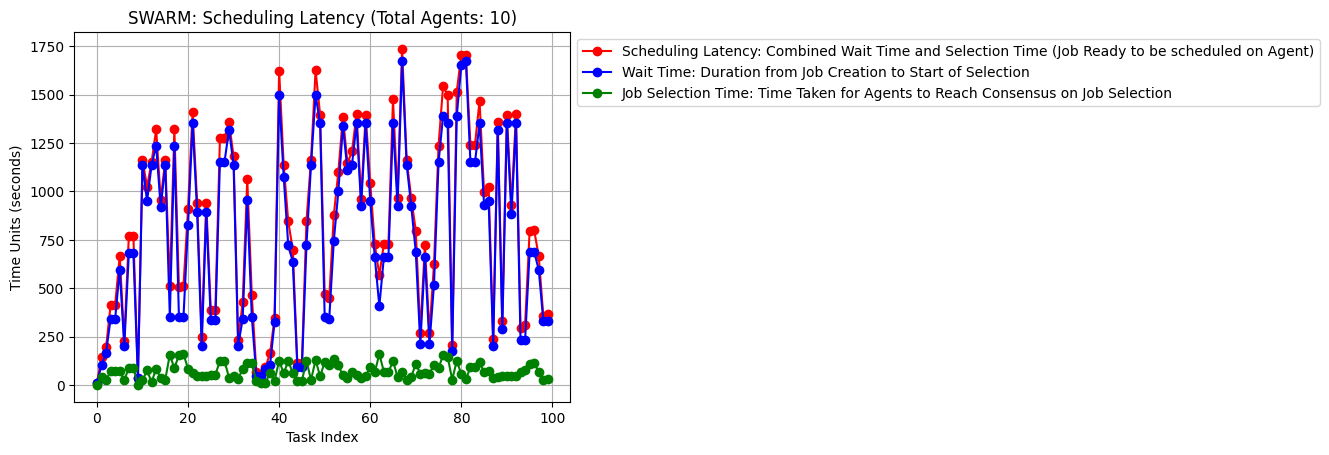 SWARM: Scheduling Latency (Total Agents: 10)
Scheduling Latency: Combined Wait Time and Selection Time (Job Ready to be scheduled on Agent)
Wait Time: Duration from Job Creation to Start of Selection
Job Selection Time: Time Taken for Agents to Reach Consensus on Job Selection
Time Units (seconds)
1750
1500
1250
1000
750
500
250
0
0 20 40 60 80 100
Task Index